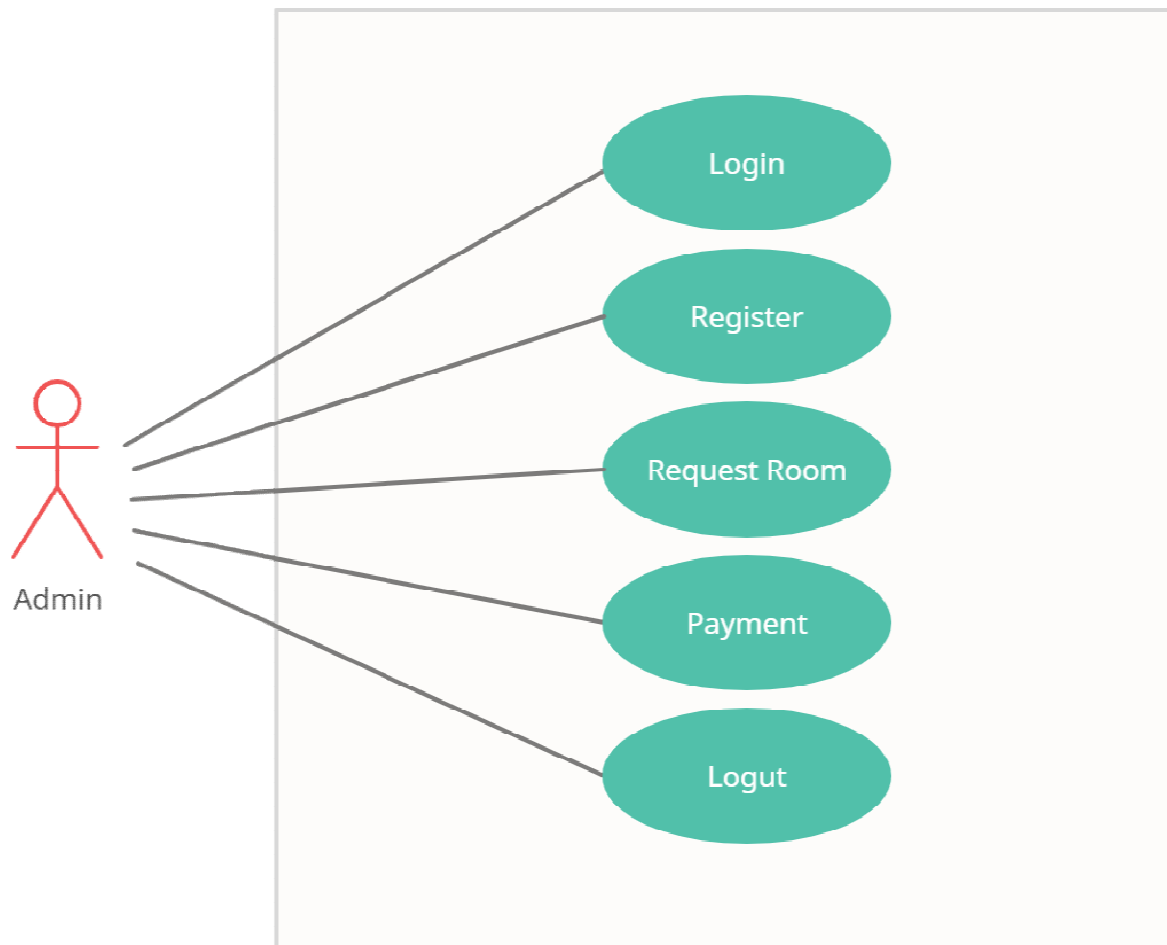 Login
Register
Request Room
Payment
Admin
Logut